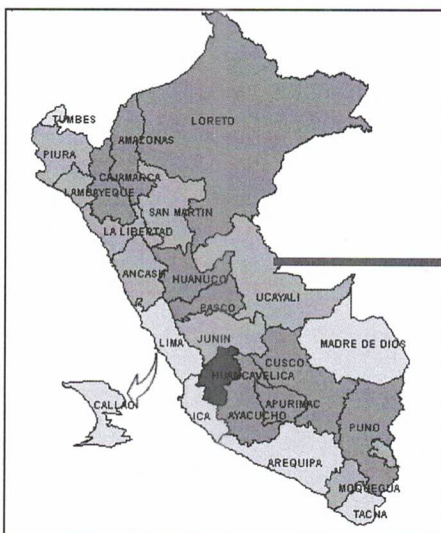 LORETO
TUMBES
AMAZONAS
PIURA
CAJAMARCA
LAMBAYEQUE
SAN MARTIN
LA LIBERTAD
ANCASH
HUANUCO
UCAYALI
PASCO
LIMA
JUNIN
MADRE DE DIOS
CUSCO
HUANCAVELICA
CALLAO
APURIMAC
ICA
AYACUCHO
PUNO
AREQUIPA
MOQUEGUA
TACNA